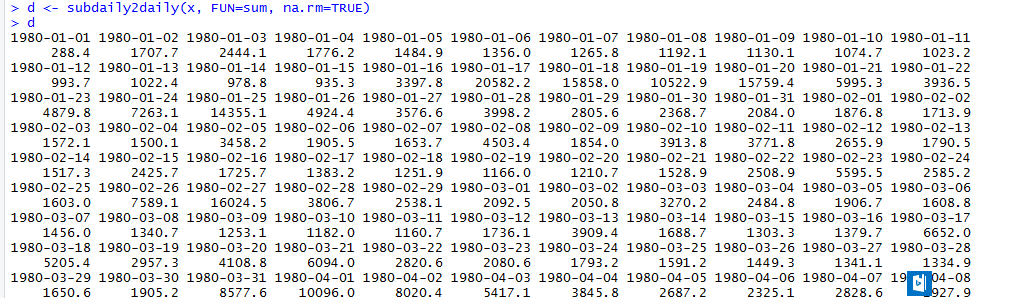 > d <- subdaily2daily(x, FUN=sum, na.rm=TRUE)
> d
1980-01-01 1980-01-02 1980-01-03 1980-01-04 1980-01-05 1980-01-06 1980-01-07 1980-01-08 1980-01-09 1980-01-10 1980-01-11
288.4 1707.7 2444.1 1776.2 1484.9 1356.0 1265.8 1192.1 1130.1 1074.7 1023.2
1980-01-12 1980-01-13 1980-01-14 1980-01-15 1980-01-16 1980-01-17 1980-01-18 1980-01-19 1980-01-20 1980-01-21 1980-01-22
993.7 1022.4 978.8 935.3 3397.8 20582.2 15858.0 10522.9 15759.4 5995.3 3936.5
1980-01-23 1980-01-24 1980-01-25 1980-01-26 1980-01-27 1980-01-28 1980-01-29 1980-01-30 1980-01-31 1980-02-01 1980-02-02
4879.8 7263.1 14355.1 4924.4 3576.6 3998.2 2805.6 2368.7 2084.0 1876.8 1713.9
1980-02-03 1980-02-04 1980-02-05 1980-02-06 1980-02-07 1980-02-08 1980-02-09 1980-02-10 1980-02-11 1980-02-12 1980-02-13
1572.1 1500.1 3458.2 1905.5 1653.7 4503.4 1854.0 3913.8 3771.8 2655.9 1790.5
1980-02-14 1980-02-15 1980-02-16 1980-02-17 1980-02-18 1980-02-19 1980-02-20 1980-02-21 1980-02-22 1980-02-23 1980-02-24
1517.3 2425.7 1725.7 1383.2 1251.9 1166.0 1210.7 1528.9 2508.9 5595.5 2585.2
1980-02-25 1980-02-26 1980-02-27 1980-02-28 1980-02-29 1980-03-01 1980-03-02 1980-03-03 1980-03-04 1980-03-05 1980-03-06
1603.0 7589.1 16024.5 3806.7 2538.1 2092.5 2050.8 3270.2 2484.8 1906.7 1608.8
1980-03-07 1980-03-08 1980-03-09 1980-03-10 1980-03-11 1980-03-12 1980-03-13 1980-03-14 1980-03-15 1980-03-16 1980-03-17
1456.0 1340.7 1253.1 1182.0 1160.7 1736.1 3909.4 1688.7 1303.3 1379.7 6652.0
1980-03-18 1980-03-19 1980-03-20 1980-03-21 1980-03-22 1980-03-23 1980-03-24 1980-03-25 1980-03-26 1980-03-27 1980-03-28
5205.4 2957.3 4108.8 6094.0 2820.6 2080.6 1793.2 1591.2 1449.3 1341.1 1334.9
1980-03-29 1980-03-30 1980-03-31 1980-04-01 1980-04-02 1980-04-03 1980-04-04 1980-04-05 1980-04-06 1980-04-07
1650.6 1905.2 8577.6 10096.0 8020.4 5417.1 3845.8 2687.2 2325.1 2828.6